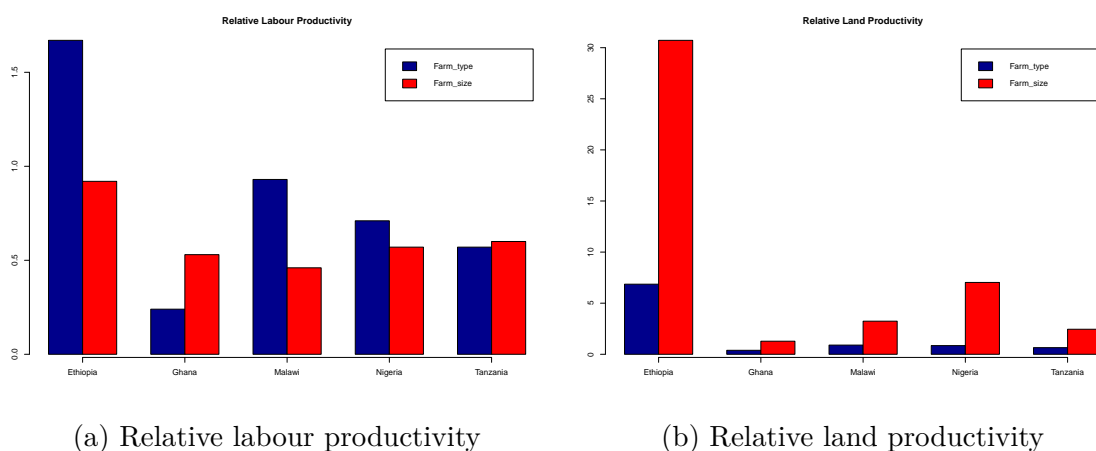 Relative Labour Productivity
Farm_type
Farm_size
1.5
1.0
0.5
0.0
Ethiopia Ghana Malawi Nigeria Tanzania
(a) Relative labour productivity
Relative Land Productivity
Farm_type
Farm_size
30
25
20
15
10
5
0
Ethiopia Ghana Malawi Nigeria Tanzania
(b) Relative land productivity